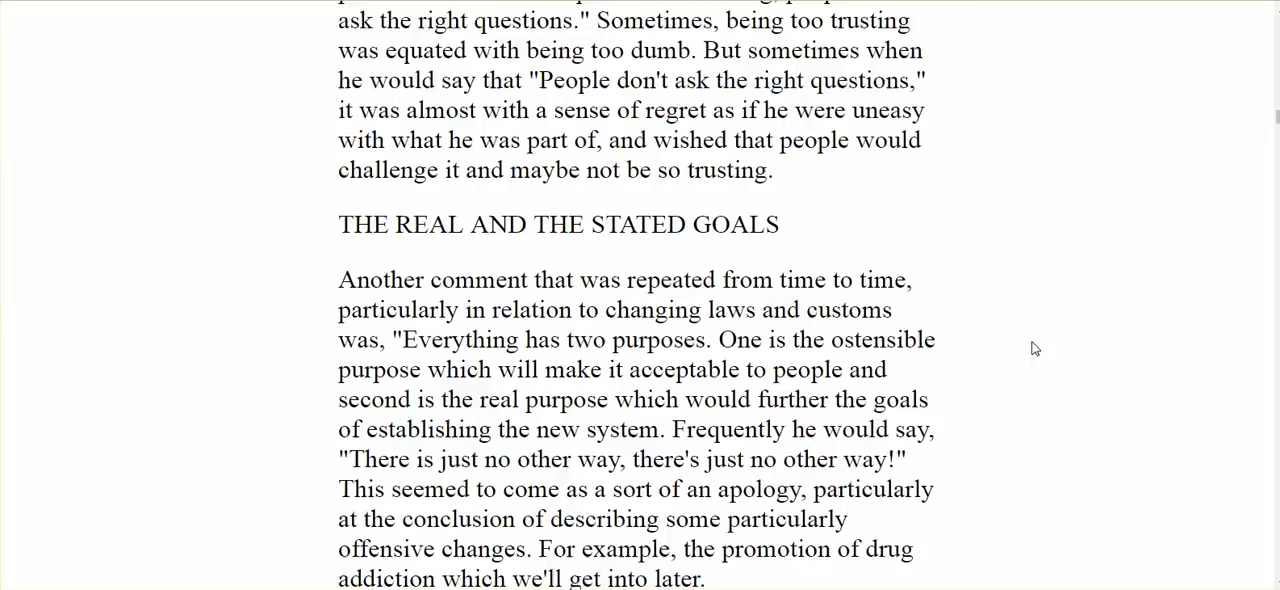 ask the right questions." Sometimes, being too trusting
was equated with being too dumb. But sometimes when
he would say that "People don't ask the right questions,"
it was almost with a sense of regret as if he were uneasy
with what he was part of, and wished that people would
challenge it and maybe not be so trusting.
THE REAL AND THE STATED GOALS
Another comment that was repeated from time to time,
particularly in relation to changing laws and customs
was, "Everything has two purposes. One is the ostensible
purpose which will make it acceptable to people and
second is the real purpose which would further the goals
of establishing the new system. Frequently he would say,
"There is just no other way, there's just no other way!"
This seemed to come as a sort of an apology, particularly
at the conclusion of describing some particularly
offensive changes. For example, the promotion of drug
addiction which we'll get into later.